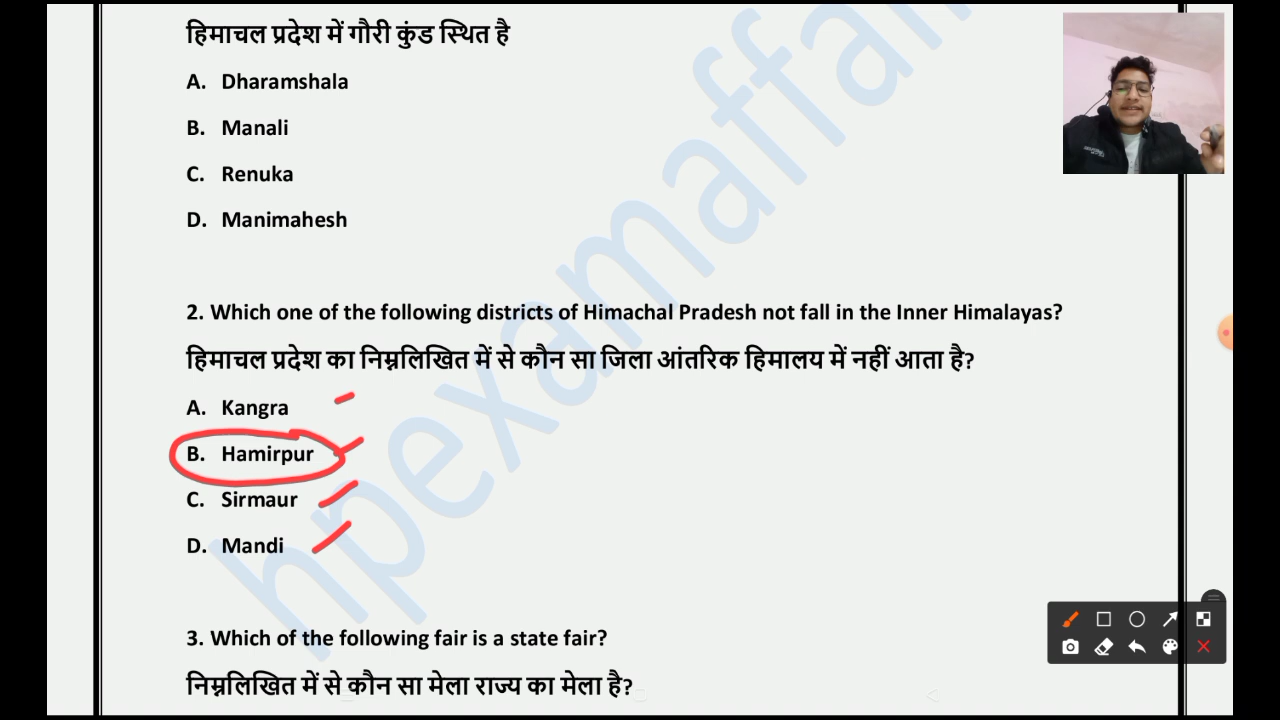 हिमाचल प्रदेश में गौरी कुंड स्थित है
A. Dharamshala
B. Manali
C. Renuka
D. Manimahesh
2. Which one of the following districts of Himachal Pradesh not fall in the Inner Himalayas?
हिमाचल प्रदेश का निम्नलिखित में से कौन सा जिला आंतरिक हिमालय में नहीं आता है?
A. Kangra
B. Hamirpur
C. Sirmaur
D. Mandi
3. Which of the following fair is a state fair?
निम्नलिखित में से कौन सा मेला राज्य का मेला है?
hpexamaffai